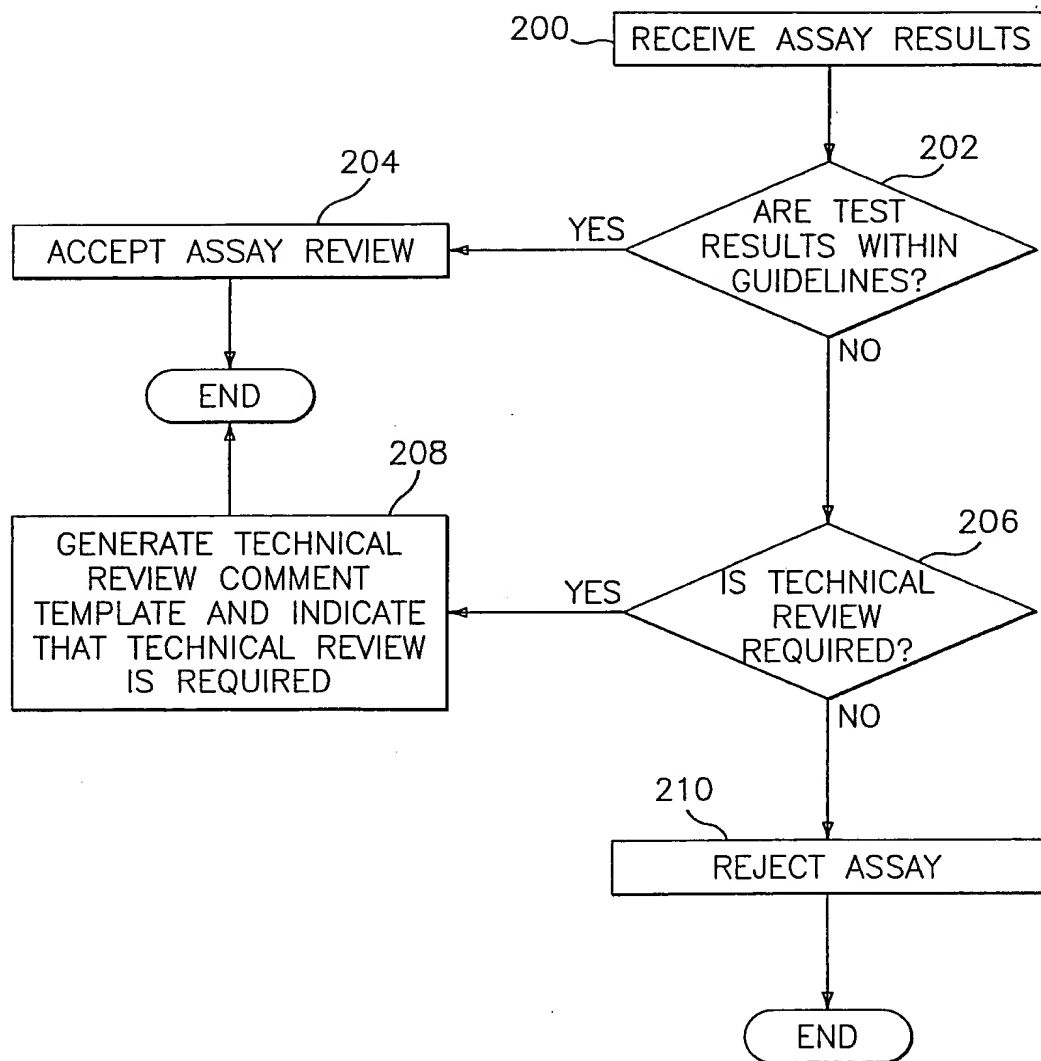 200
RECEIVE ASSAY RESULTS
202
ARE TEST
RESULTS WITHIN
GUIDELINES?
YES
204
ACCEPT ASSAY REVIEW
END
NO
206
IS TECHNICAL
REVIEW
REQUIRED?
YES
208
GENERATE TECHNICAL
REVIEW COMMENT
TEMPLATE AND INDICATE
THAT TECHNICAL REVIEW
IS REQUIRED
NO
210
REJECT ASSAY
END